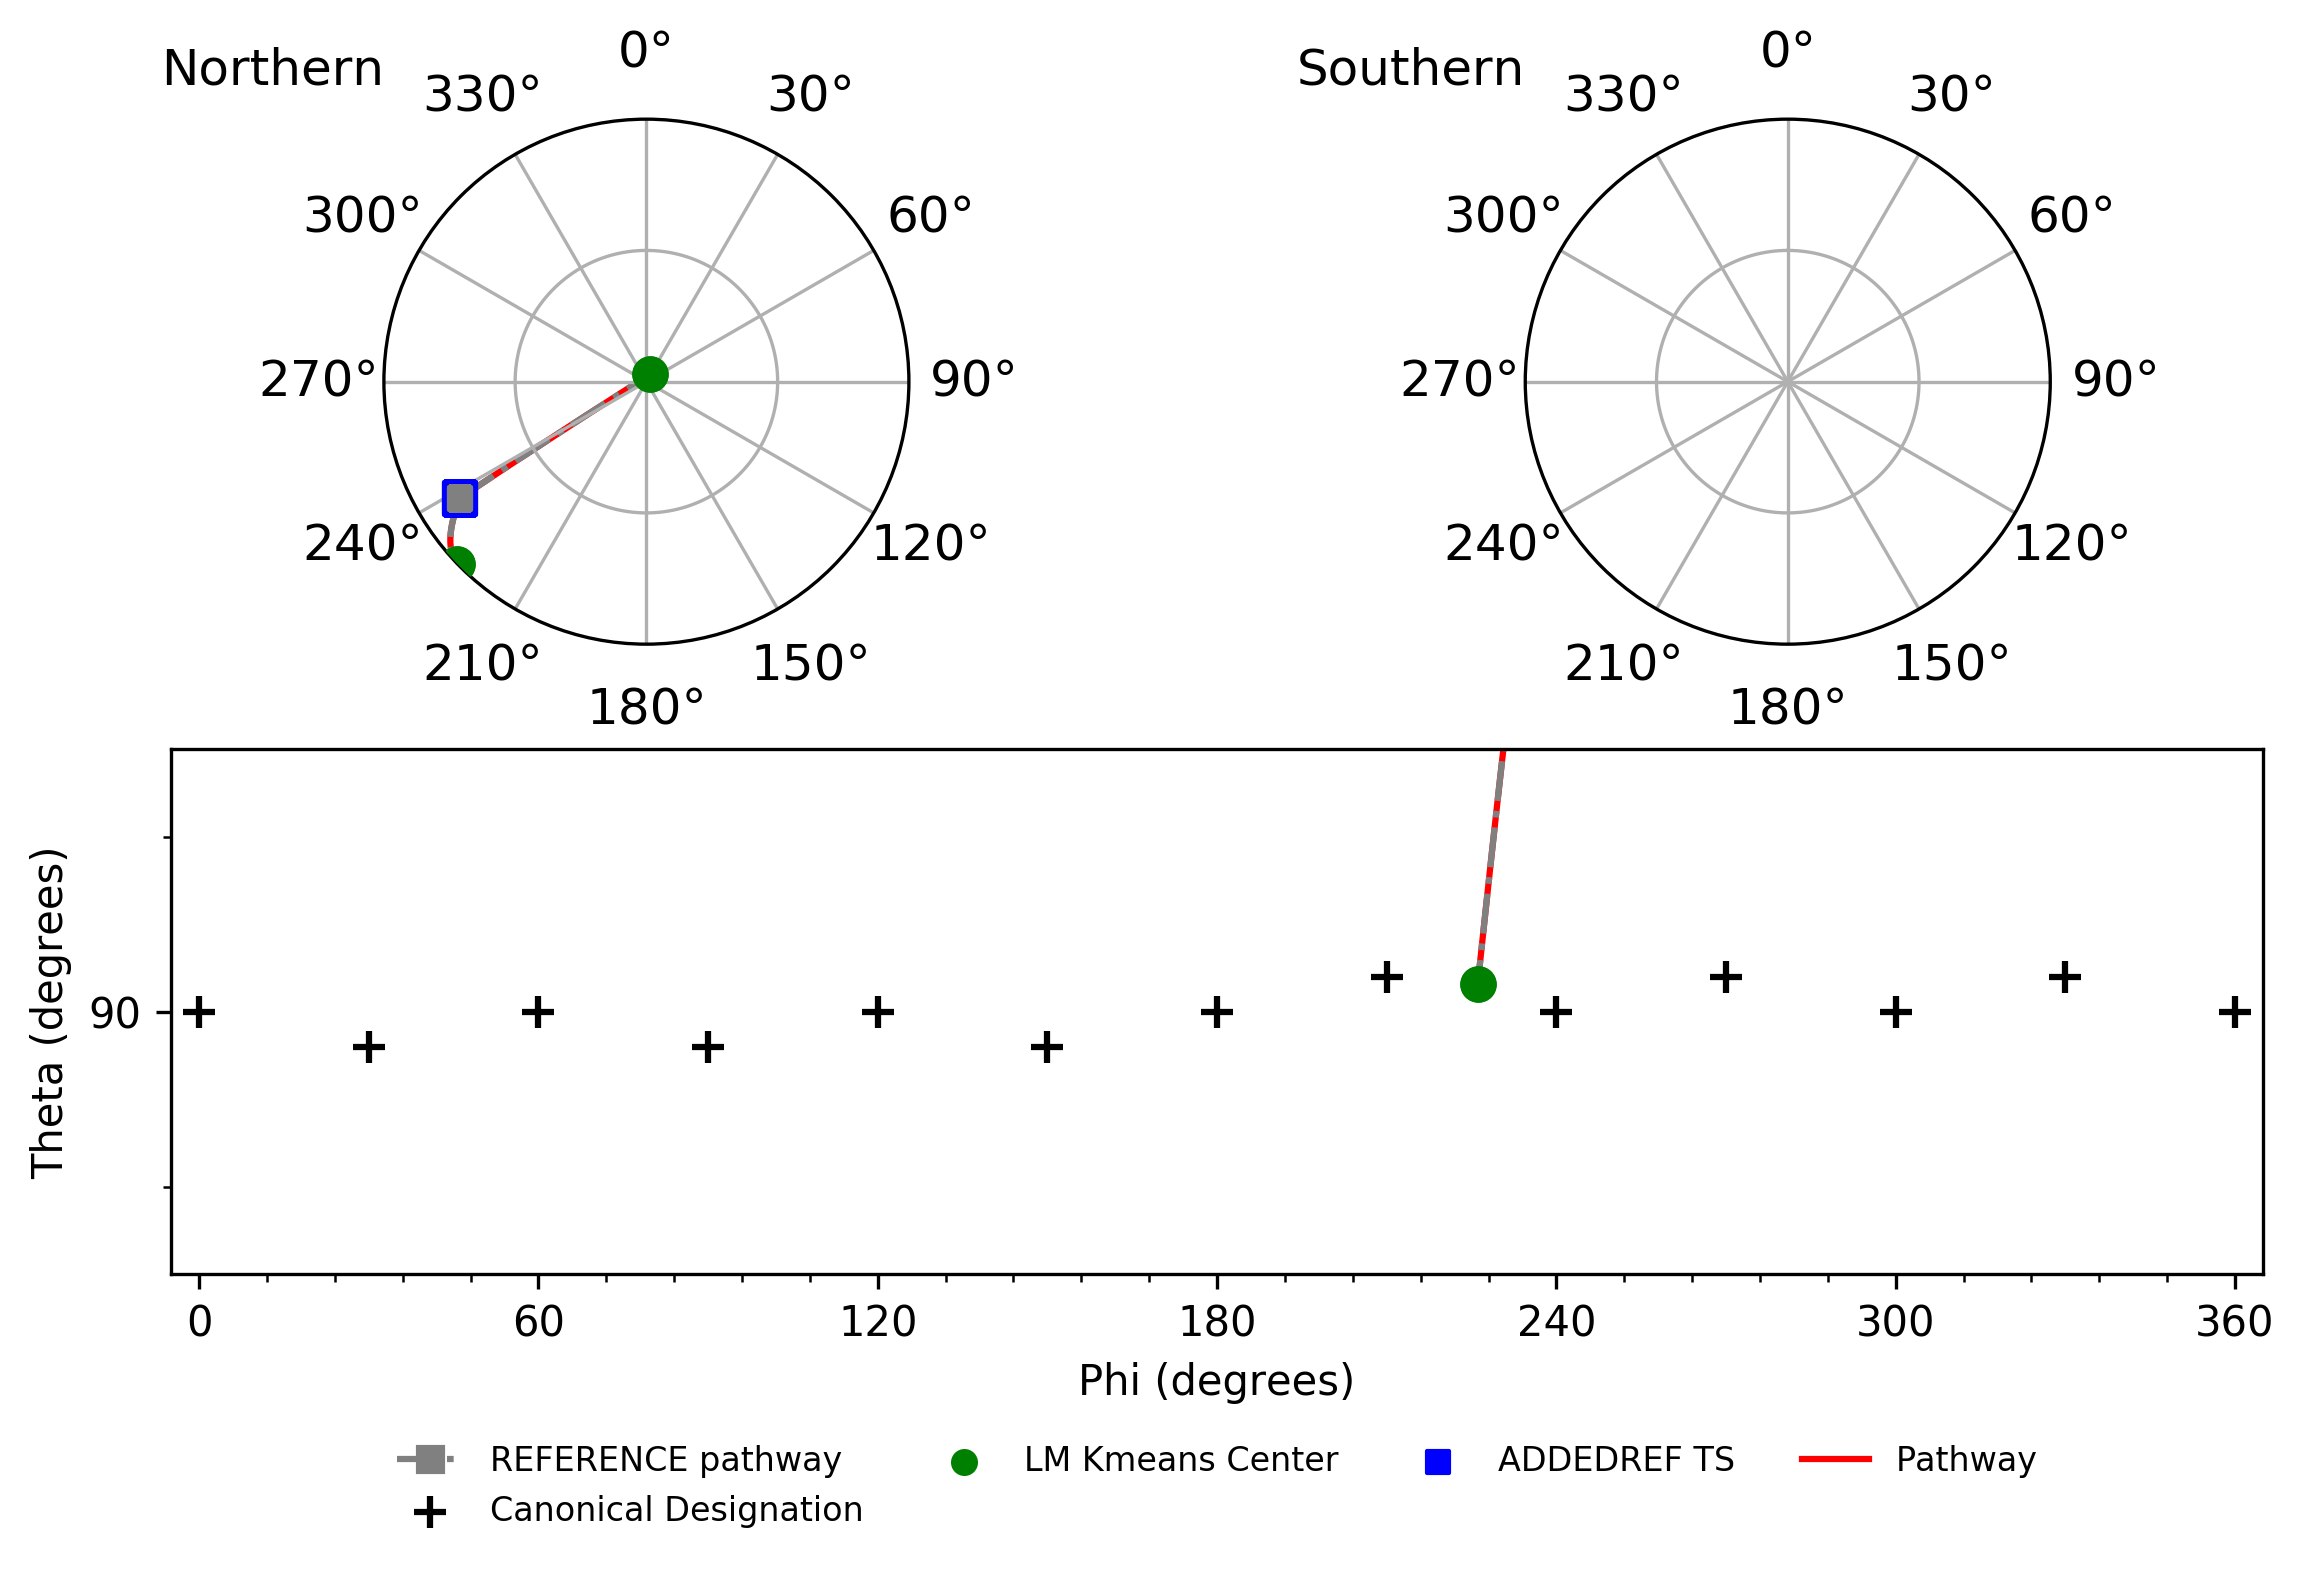 Northern
0°
30°
60°
90°
120°
150°
180°
210°
240°
270°
300°
330°
Southern
0°
30°
60°
90°
120°
150°
180°
210°
240°
270°
300°
330°
Theta (degrees)
90
0 60 120 180 240 300 360
Phi (degrees)
REFERENCE pathway
Canonical Designation
LM Kmeans Center
ADDEDREF TS
Pathway